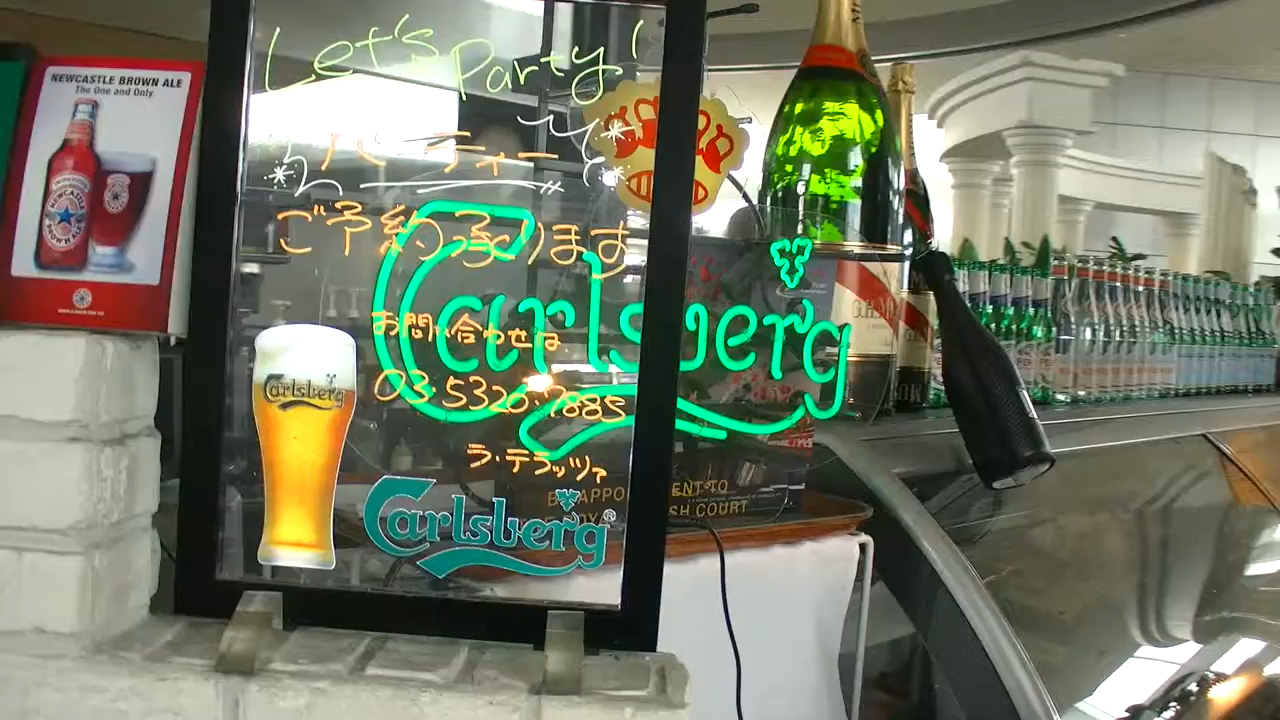 NEWCASTLE BROWN ALE
The One and Only
Let's Party!
パーティー
ご予約承ります
Carlsberg
お問い合わせは
03・5320・7885
ラ・テラッツァ
Carlsberg
Carlsberg®
BY APPOINTMENT TO
DANISH COURT